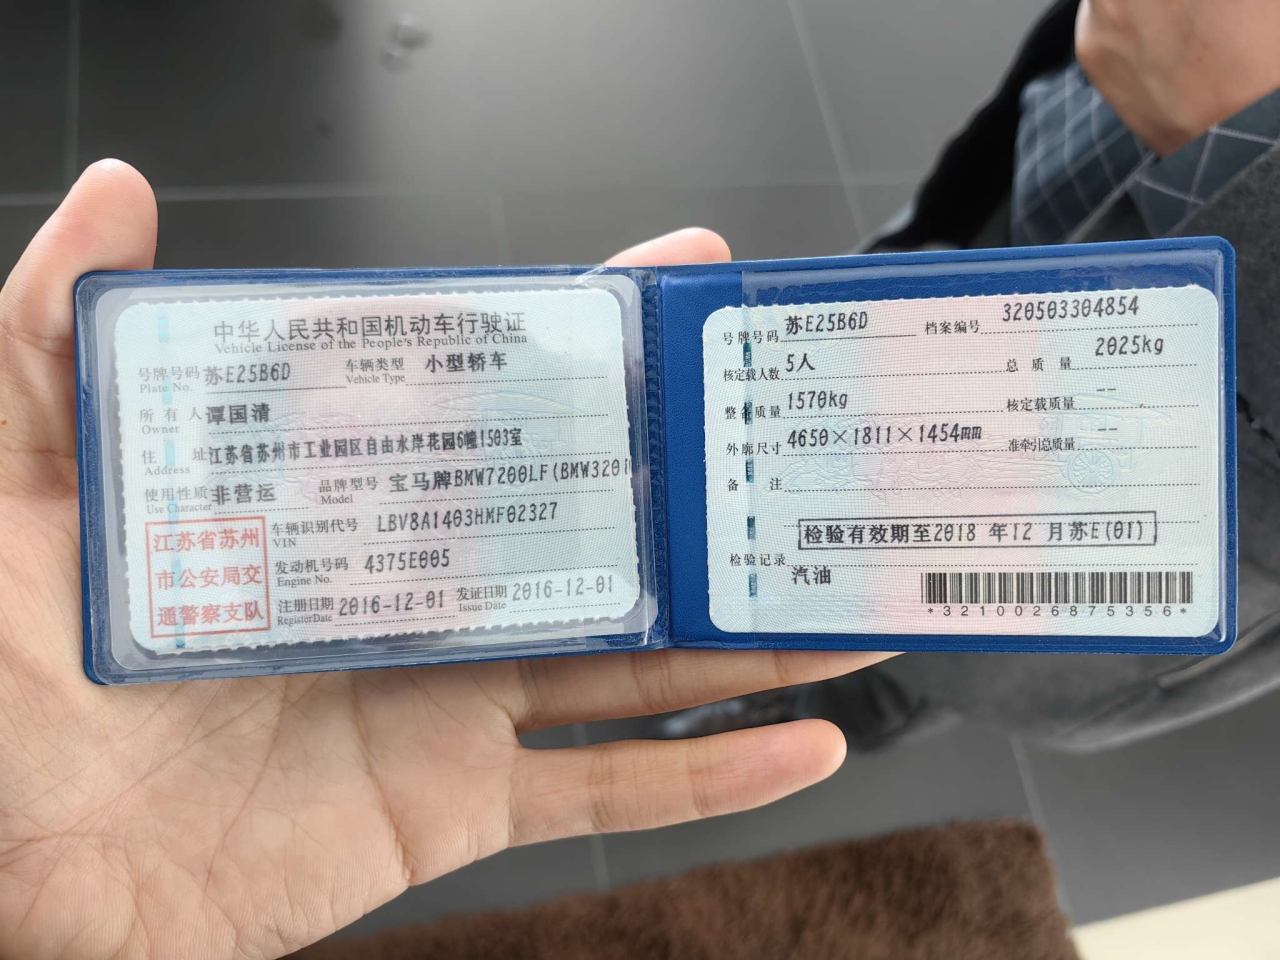 中华人民共和国机动车行驶证
Vehicle License of the People's Republic of China
号牌号码 苏E25B6D 车辆类型 小型轿车
Plate No. Vehicle Type
所有人 谭国清
Owner
住址 江苏省苏州市工业园区自由水岸花园6幢1503室
Address
使用性质 非营运 品牌型号 宝马牌BMW7200LF(BMW320
Use Character Model
江苏省苏州
市公安局交
通警察支队
车辆识别代号 LBV8A1403HMF02327
VIN
发动机号码 4375E005
Engine No.
注册日期 2016-12-01 发证日期 2016-12-01
Register Date Issue Date
号牌号码 苏E25B6D 档案编号 320503304854
核定载人数 5人 总质量 2025kg
整备质量 1570kg 核定载质量 --
外廓尺寸 4650×1811×1454mm 准牵引总质量 --
备注
检验有效期至2018 年12 月苏E(01)
检验记录
汽油
*3210026875356*